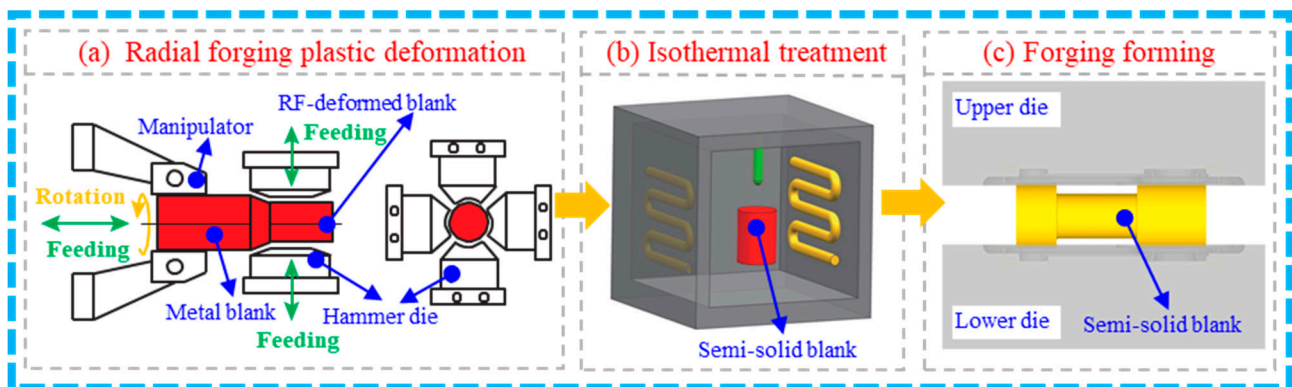 (a) Radial forging plastic deformation
RF-deformed blank
Manipulator
Feeding
Rotation
Feeding
Metal blank
Hammer die
Feeding
(b) Isothermal treatment
Semi-solid blank
(c) Forging forming
Upper die
Lower die
Semi-solid blank